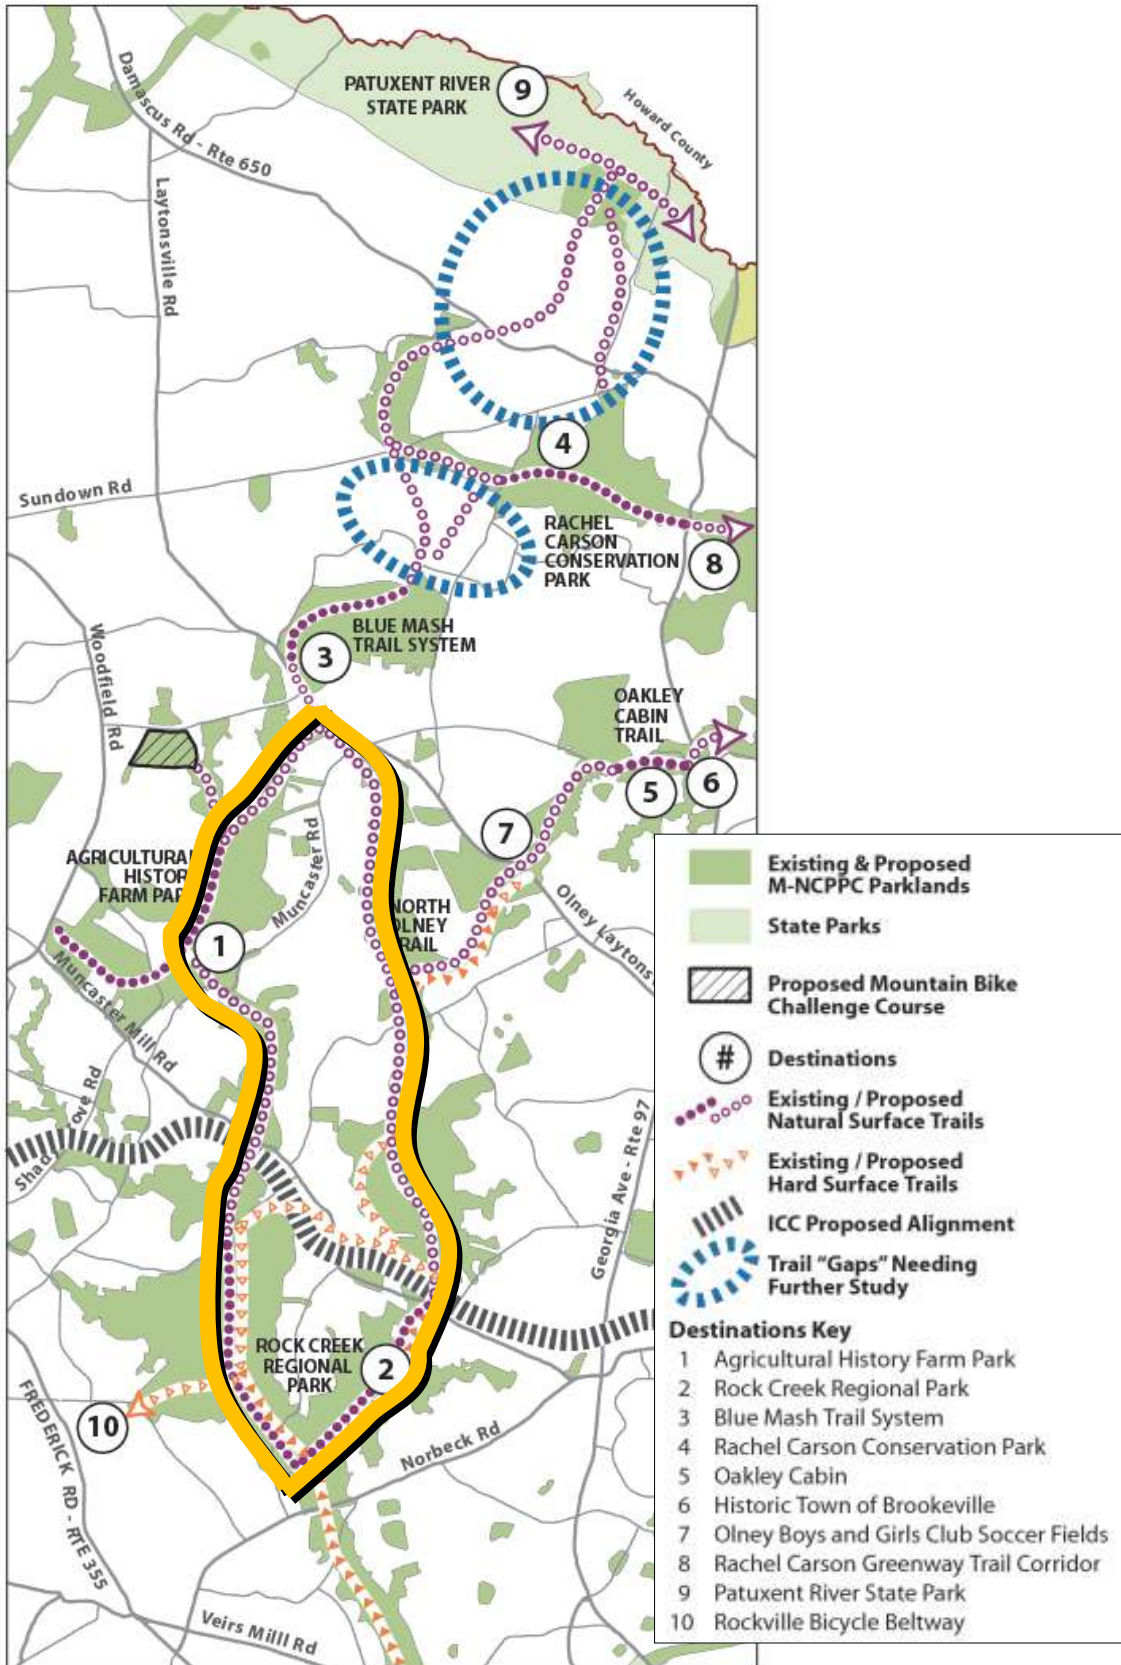 PATUXENT RIVER
STATE PARK
9
Howard County
Damascus Rd - Rte 650
Laytonsville Rd
4
Sundown Rd
RACHEL
CARSON
CONSERVATION
PARK
8
BLUE MASH
TRAIL SYSTEM
3
Woodfield Rd
OAKLEY
CABIN
TRAIL
5
6
7
AGRICULTURAL
HISTOR
FARM PAR
Muncaster Rd
NORTH
OLNEY
RAIL
Olney Laytons
1
Muncaster Mill Rd
Shad
ove Rd
Georgia Ave - Rte 97
ROCK CREEK
REGIONAL
PARK
2
10
FREDERICK RD - RTE 355
Norbeck Rd
Veirs Milll Rd
Existing & Proposed
M-NCPPC Parklands
State Parks
Proposed Mountain Bike
Challenge Course
# Destinations
Existing / Proposed
Natural Surface Trails
Existing / Proposed
Hard Surface Trails
ICC Proposed Alignment
Trail "Gaps" Needing
Further Study
Destinations Key
1 Agricultural History Farm Park
2 Rock Creek Regional Park
3 Blue Mash Trail System
4 Rachel Carson Conservation Park
5 Oakley Cabin
6 Historic Town of Brookeville
7 Olney Boys and Girls Club Soccer Fields
8 Rachel Carson Greenway Trail Corridor
9 Patuxent River State Park
10 Rockville Bicycle Beltway